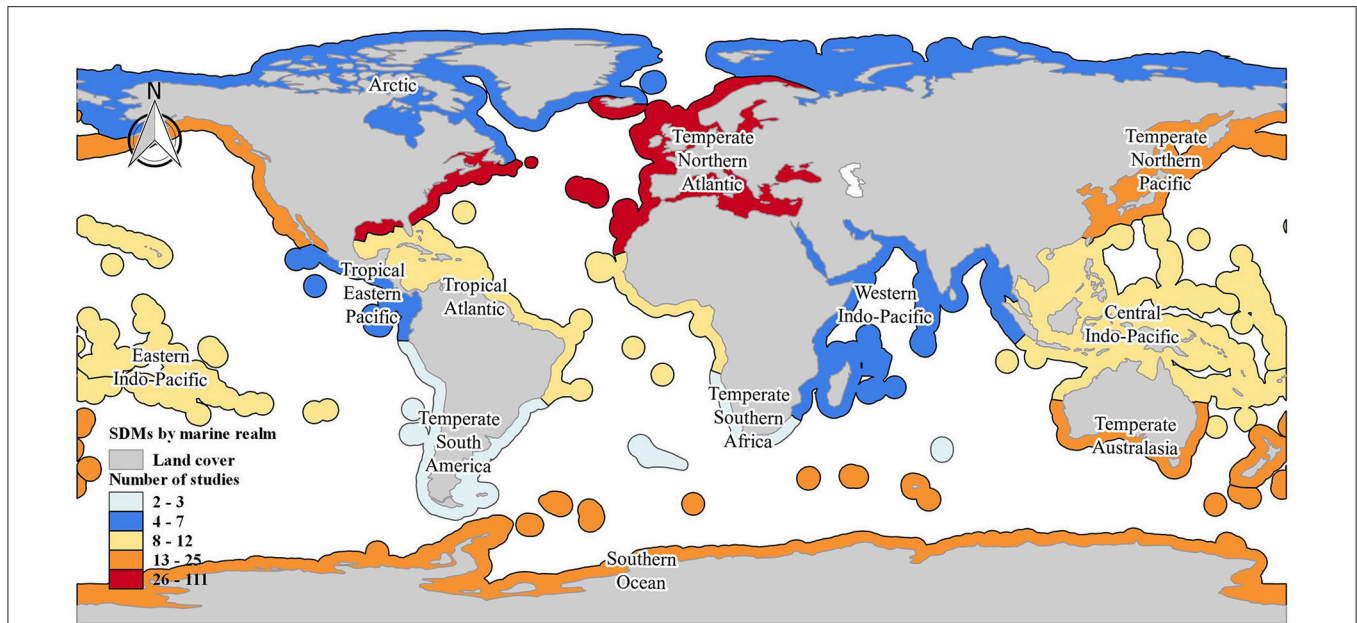 Arctic
N
Temperate
Northern
Atlantic
Temperate
Northern
Pacific
Tropical
Eastern
Pacific
Tropical
Atlantic
Western
Indo-Pacific
Central
Indo-Pacific
Eastern
Indo-Pacific
Temperate
South
America
Temperate
Southern
Africa
Temperate
Australasia
SDMs by marine realm
Land cover
Number of studies
2 - 3
4 - 7
8 - 12
13 - 25
26 - 111
Southern
Ocean